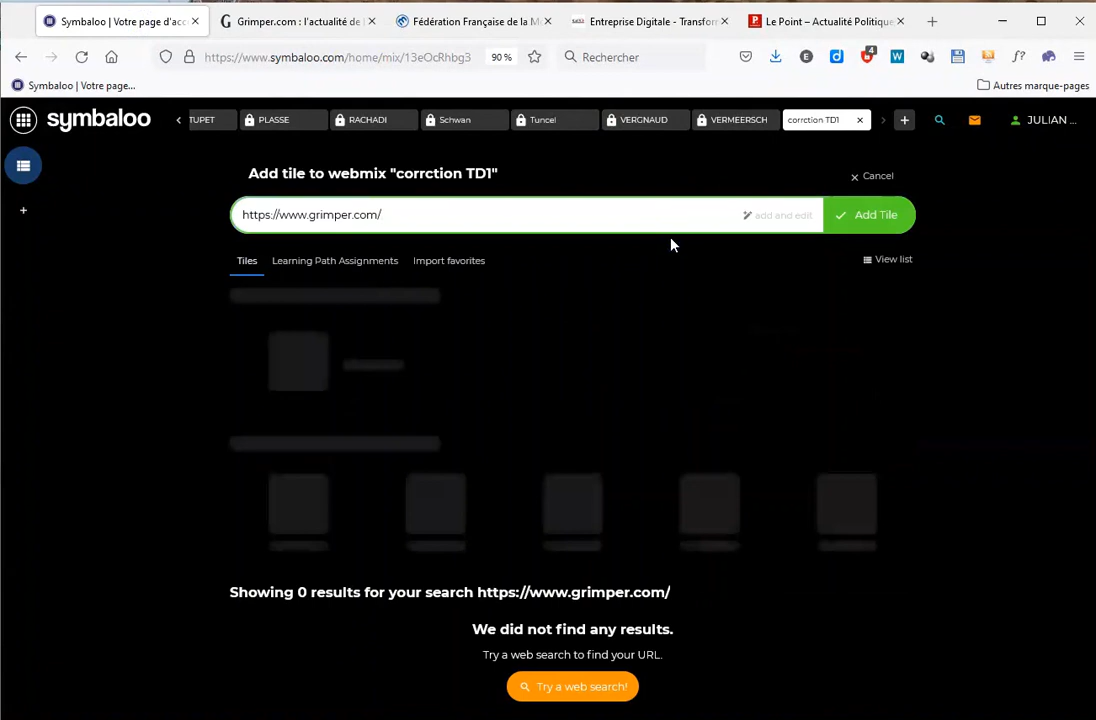 Symbaloo | Votre page d'acc
Grimper.com : l'actualité de l
Fédération Française de la M
Entreprise Digitale - Transform
Le Point – Actualité Politique,
https://www.symbaloo.com/home/mix/13eOcRhbg3
90 %
Rechercher
4
Symbaloo | Votre page...
Autres marque-pages
symbaloo
TUPET
PLASSE
RACHADI
Schwan
Tuncel
VERGNAUD
VERMEERSCH
corrction TD1
JULIAN ...
Add tile to webmix "corrction TD1"
Cancel
https://www.grimper.com/
add and edit
Add Tile
Tiles
Learning Path Assignments
Import favorites
View list
Showing 0 results for your search https://www.grimper.com/
We did not find any results.
Try a web search to find your URL.
Try a web search!